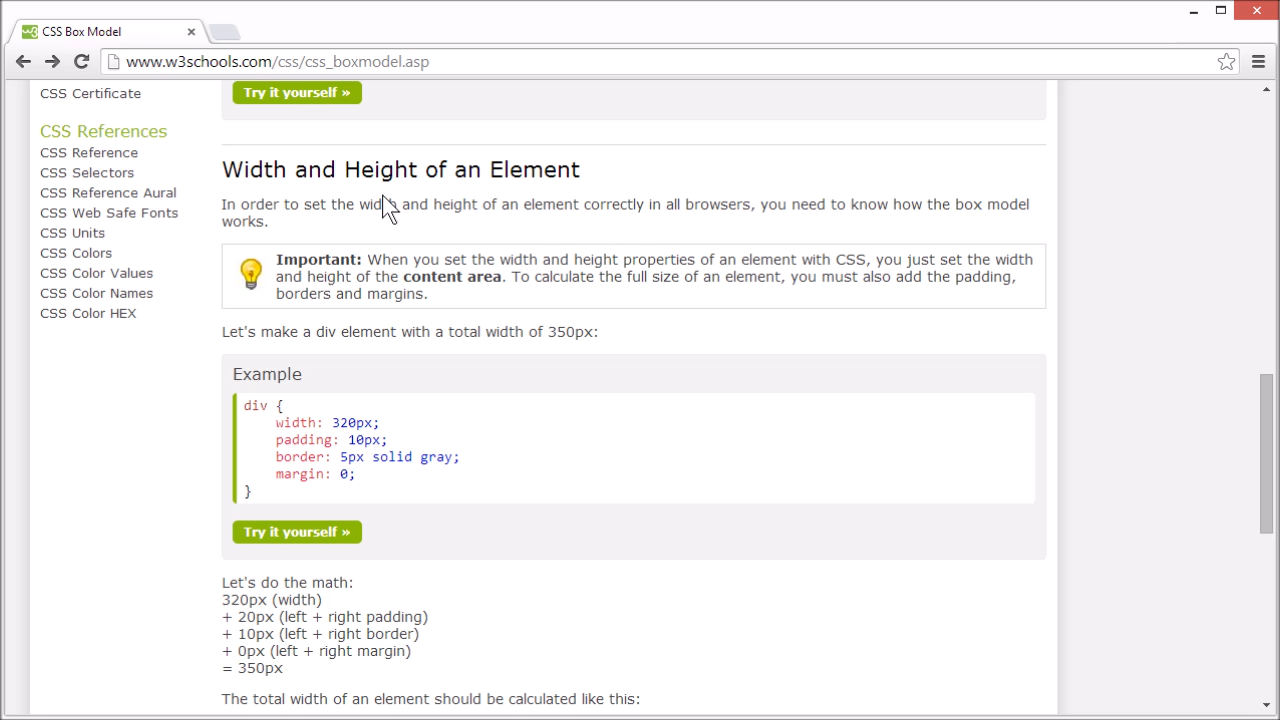 CSS Box Model
www.w3schools.com/css/css_boxmodel.asp
CSS Certificate
CSS References
CSS Reference
CSS Selectors
CSS Reference Aural
CSS Web Safe Fonts
CSS Units
CSS Colors
CSS Color Values
CSS Color Names
CSS Color HEX
Try it yourself »
Width and Height of an Element
In order to set the width and height of an element correctly in all browsers, you need to know how the box model
works.
Important: When you set the width and height properties of an element with CSS, you just set the width
and height of the content area. To calculate the full size of an element, you must also add the padding,
borders and margins.
Let's make a div element with a total width of 350px:
Example
div {
width: 320px;
padding: 10px;
border: 5px solid gray;
margin: 0;
}
Try it yourself »
Let's do the math:
320px (width)
+ 20px (left + right padding)
+ 10px (left + right border)
+ 0px (left + right margin)
= 350px
The total width of an element should be calculated like this: